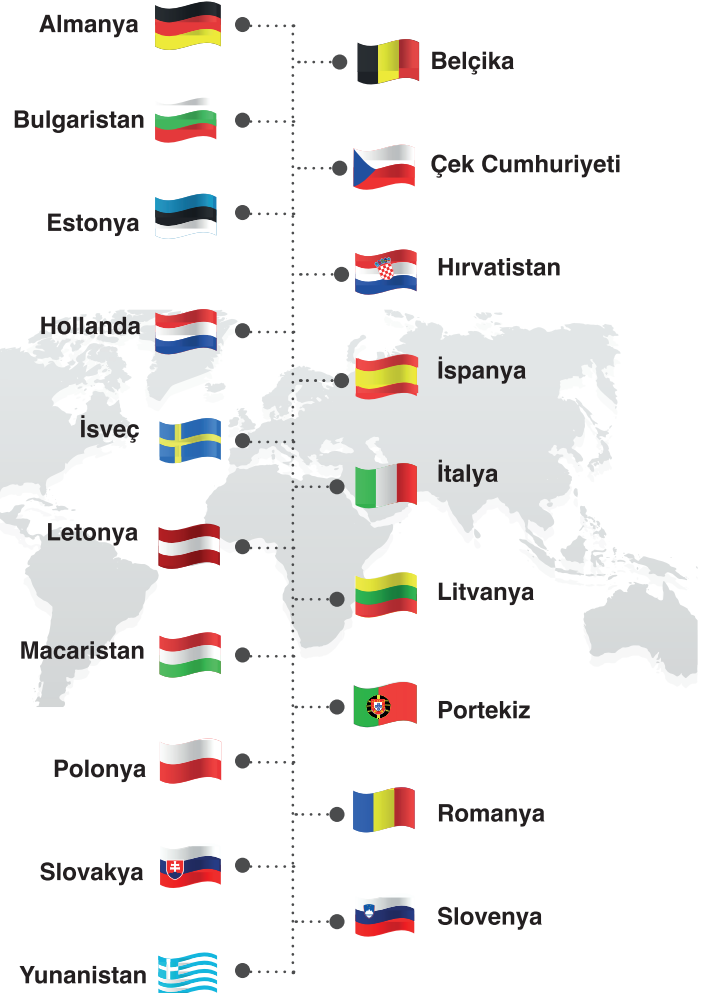 Almanya
Belçika
Bulgaristan
Çek Cumhuriyeti
Estonya
Hırvatistan
Hollanda
İspanya
İsveç
İtalya
Letonya
Litvanya
Macaristan
Portekiz
Polonya
Romanya
Slovakya
Slovenya
Yunanistan